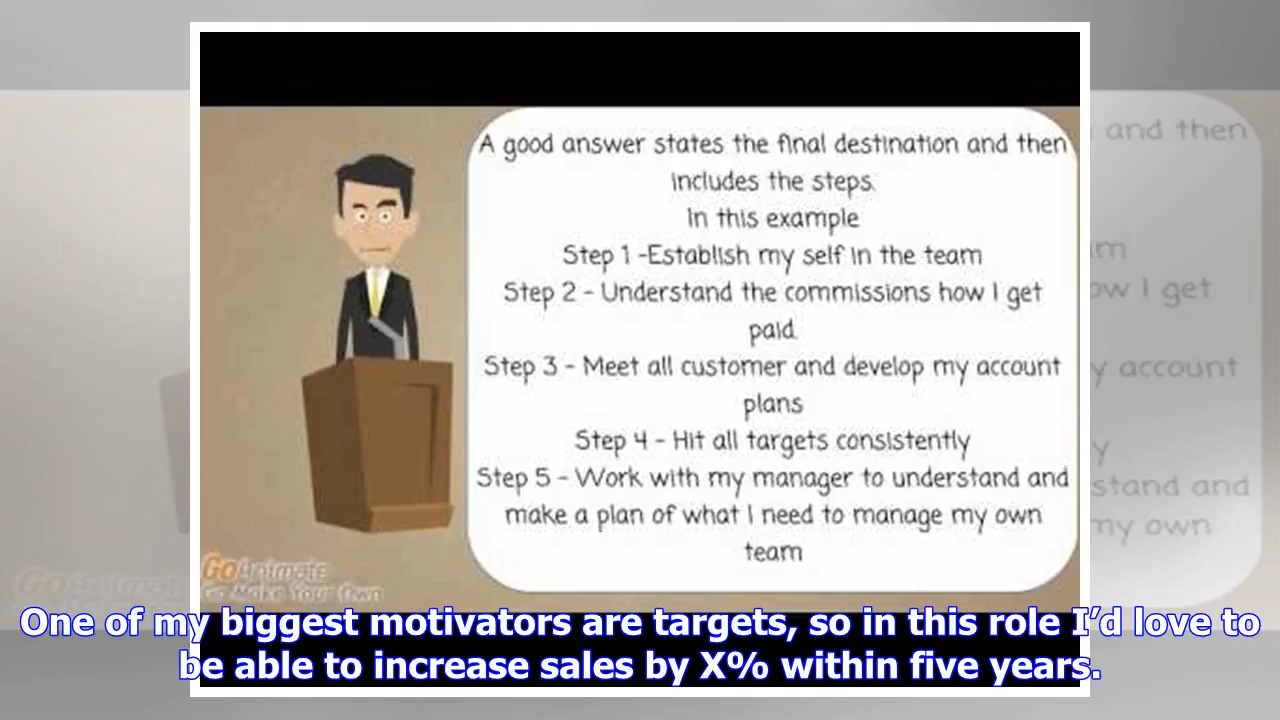 A good answer states the final destination and then
includes the steps.
In this example
Step 1 -Establish my self in the team
Step 2 - Understand the commissions how I get
paid.
Step 3 - Meet all customer and develop my account
plans
Step 4 - Hit all targets consistently
Step 5 - Work with my manager to understand and
make a plan of what I need to manage my own
team
GoAnimate
Go Make Your Own
One of my biggest motivators are targets, so in this role I’d love to
be able to increase sales by X% within five years.